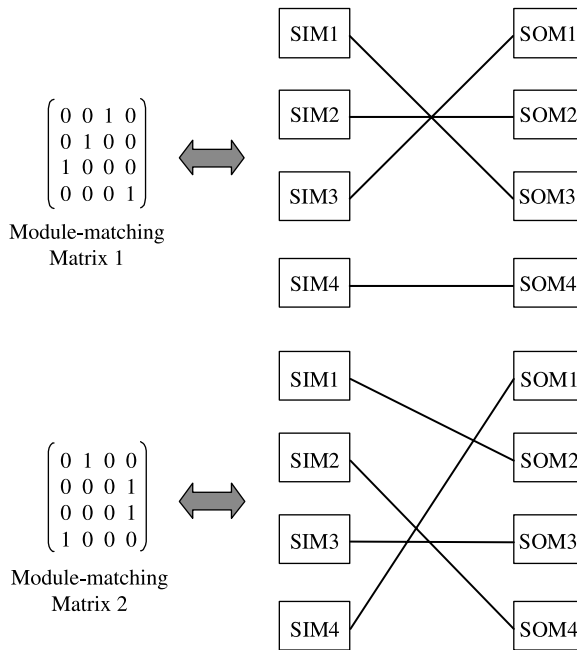 SIM1 SOM1
0 0 1 0
0 1 0 0
1 0 0 0
0 0 0 1
SIM2 SOM2
SIM3 SOM3
Module-matching
Matrix 1
SIM4 SOM4
SIM1 SOM1
0 1 0 0
0 0 0 1
0 0 0 1
1 0 0 0
SIM2 SOM2
SIM3 SOM3
Module-matching
Matrix 2
SIM4 SOM4